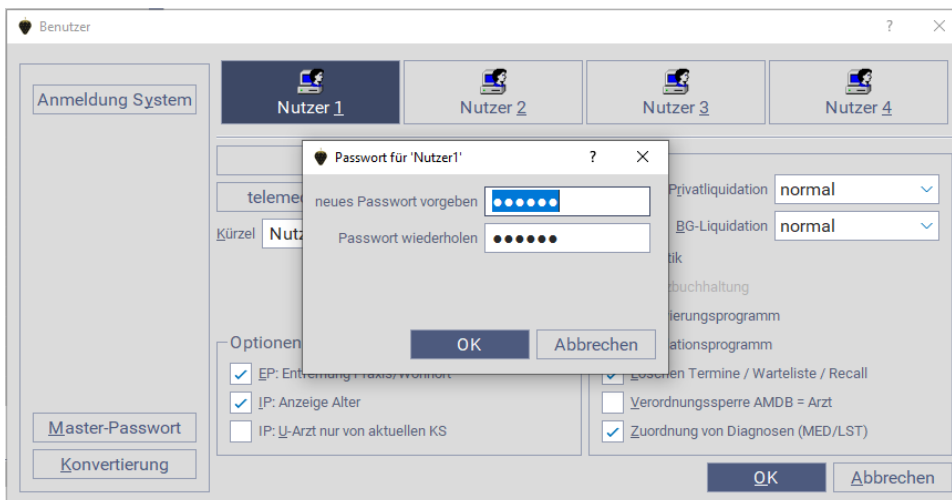 Benutzer
Anmeldung System
Nutzer 1
Nutzer 2
Nutzer 3
Nutzer 4
Passwort für 'Nutzer1'
neues Passwort vorgeben
Passwort wiederholen
OK
Abbrechen
Kürzel
Privatliquidation normal
BG-Liquidation normal
Optionen
EP: Entfernung Praxis/Wohnort
IP: Anzeige Alter
IP: U-Arzt nur von aktuellen KS
Löschen Termine / Warteliste / Recall
Verordnungssperre AMDB = Arzt
Zuordnung von Diagnosen (MED/LST)
Master-Passwort
Konvertierung
OK
Abbrechen